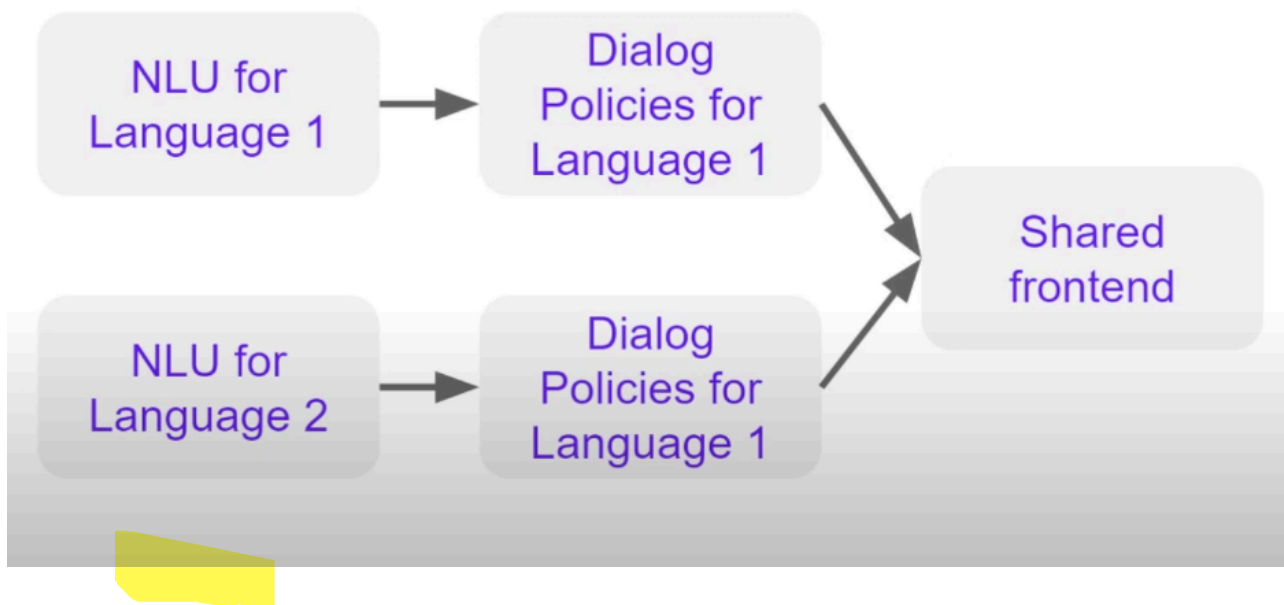 NLU for
Language 1
Dialog
Policies for
Language 1
Shared
frontend
NLU for
Language 2
Dialog
Policies for
Language 1